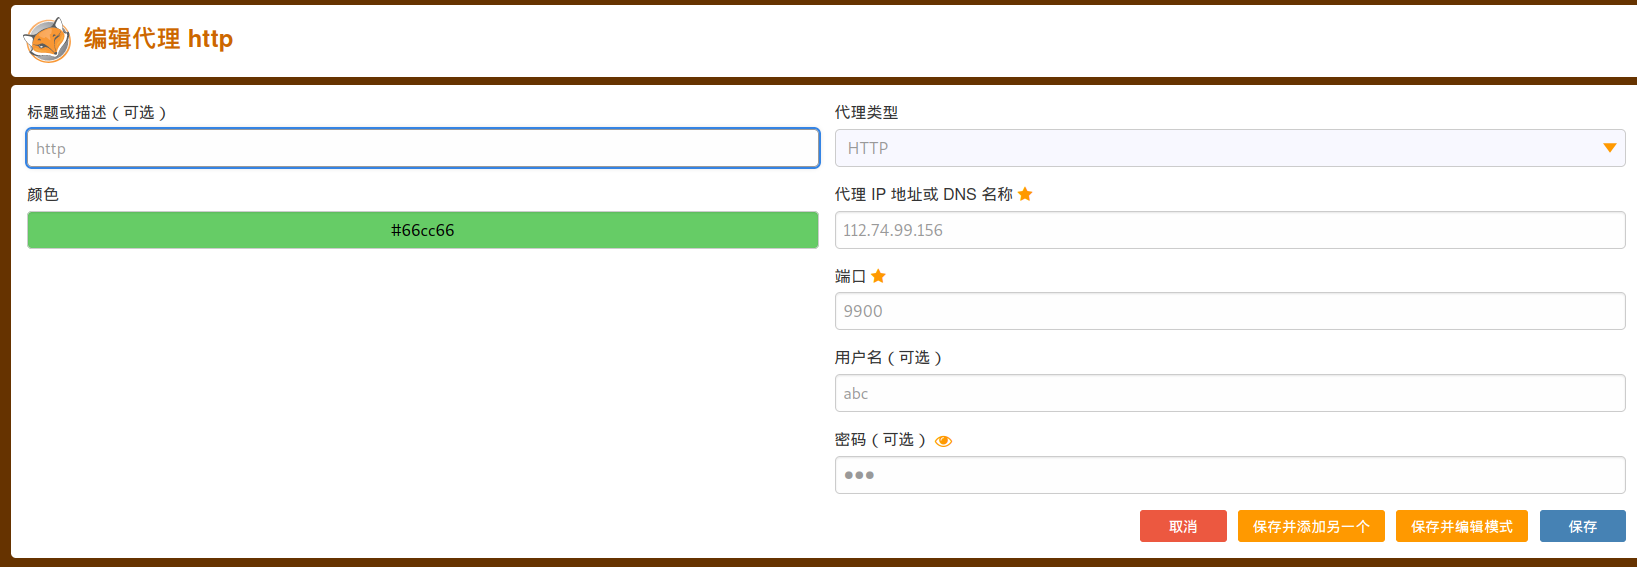 编辑代理 http
标题或描述（可选）
http
颜色
#66cc66
代理类型
HTTP
代理 IP 地址或 DNS 名称
112.74.99.156
端口
9900
用户名（可选）
abc
密码（可选）
●●●
取消 保存并添加另一个 保存并编辑模式 保存